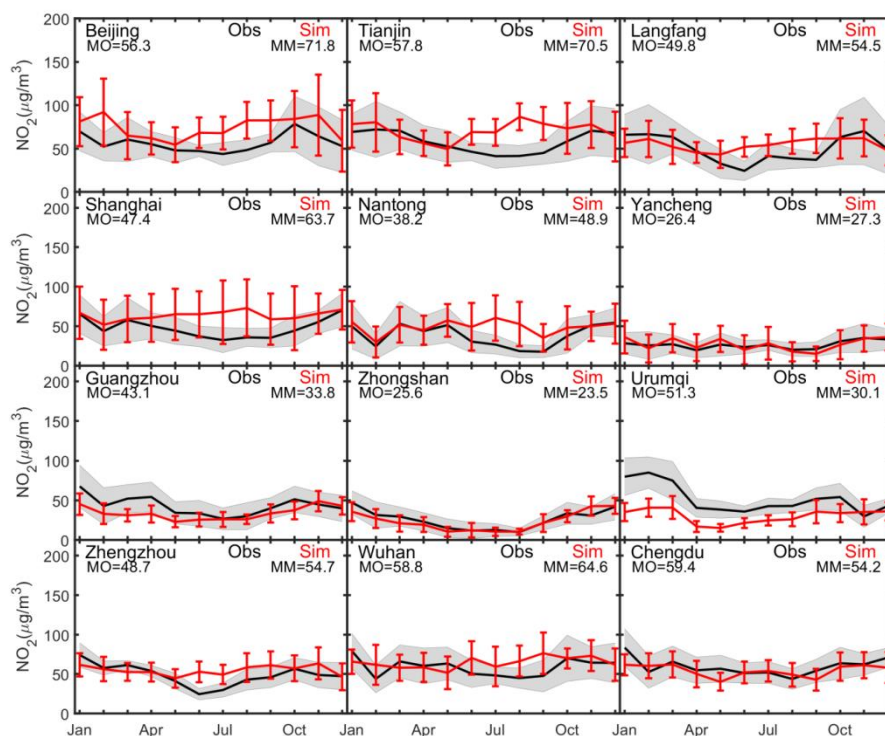 Beijing Obs Sim Tianjin Obs Sim Langfang Obs Sim
MO=56.3 MM=71.8 MO=57.8 MM=70.5 MO=49.8 MM=54.5
200
150
100
50
0
NO2(μg/m3)
Shanghai Obs Sim Nantong Obs Sim Yancheng Obs Sim
MO=47.4 MM=63.7 MO=38.2 MM=48.9 MO=26.4 MM=27.3
200
150
100
50
0
NO2(μg/m3)
Guangzhou Obs Sim Zhongshan Obs Sim Urumqi Obs Sim
MO=43.1 MM=33.8 MO=25.6 MM=23.5 MO=51.3 MM=30.1
200
150
100
50
0
NO2(μg/m3)
Zhengzhou Obs Sim Wuhan Obs Sim Chengdu Obs Sim
MO=48.7 MM=54.7 MO=58.8 MM=64.6 MO=59.4 MM=54.2
200
150
100
50
0
NO2(μg/m3)
Jan Apr Jul Oct Jan Apr Jul Oct Jan Apr Jul Oct